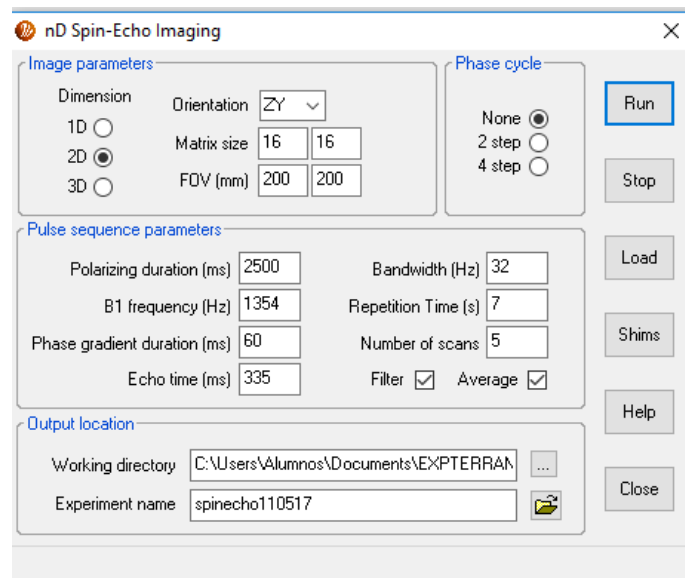 nD Spin-Echo Imaging
Image parameters
Dimension
1D
2D
3D
Orientation ZY
Matrix size 16 16
FOV (mm) 200 200
Phase cycle
None
2 step
4 step
Pulse sequence parameters
Polarizing duration (ms) 2500
B1 frequency (Hz) 1354
Phase gradient duration (ms) 60
Echo time (ms) 335
Bandwidth (Hz) 32
Repetition Time (s) 7
Number of scans 5
Filter Average
Output location
Working directory C:\Users\Alumnos\Documents\EXPTERRAN ...
Experiment name spinecho110517
Run
Stop
Load
Shims
Help
Close